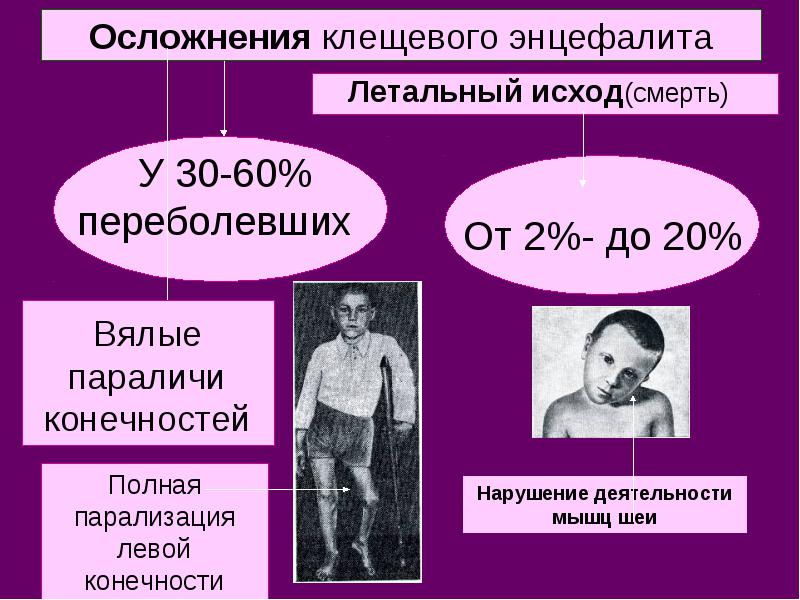 Осложнения клещевого энцефалита
Летальный исход(смерть)
У 30-60%
переболевших
От 2%- до 20%
Вялые
параличи
конечностей
Полная
парализация
левой
конечности
Нарушение деятельности
мышц шеи